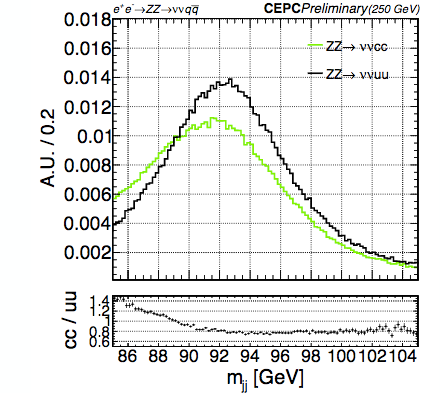 e⁺e⁻→ZZ→ννqq̅ CEPC Preliminary (250 GeV)
0.018
0.016
0.014
0.012
0.01
0.008
0.006
0.004
0.002
A.U. / 0.2
ZZ→ ννcc
ZZ→ ννuu
1.4
1.2
1
0.8
0.6
cc / uu
86 88 90 92 94 96 98 100 102 104
m_jj [GeV]